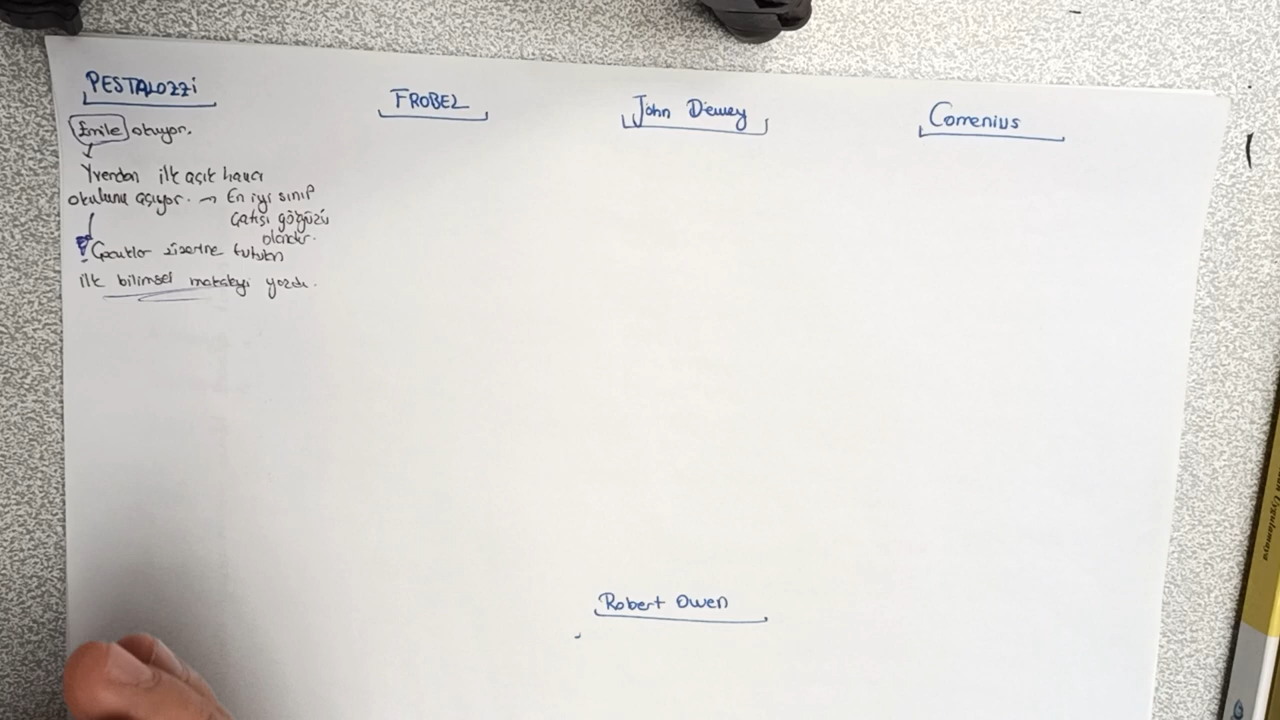 PESTALOZZi
Emile okuyor.
Yverdon ilk açık hava
okulunu açıyor. → En iyi sınıf
çatısı gökyüzü
olandır.
! Çocuklar üzerine tutulan
ilk bilimsel makaleyi yazdı.
FROBEL
John Dewey
Comenius
Robert Owen